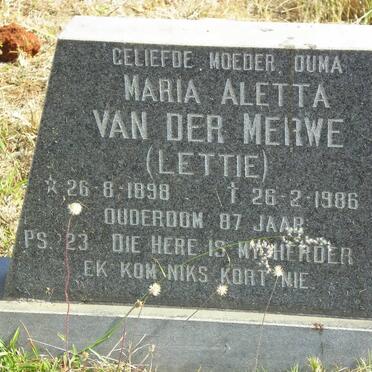 GELIEFDE MOEDER, OUMA
MARIA ALETTA
VAN DER MERWE
(LETTIE)
☆ 26-8-1898 † 26-2-1986
OUDERDOM 87 JAAR
PS. 23 DIE HERE IS MY HERDER
EK KOM NIKS KORT NIE.